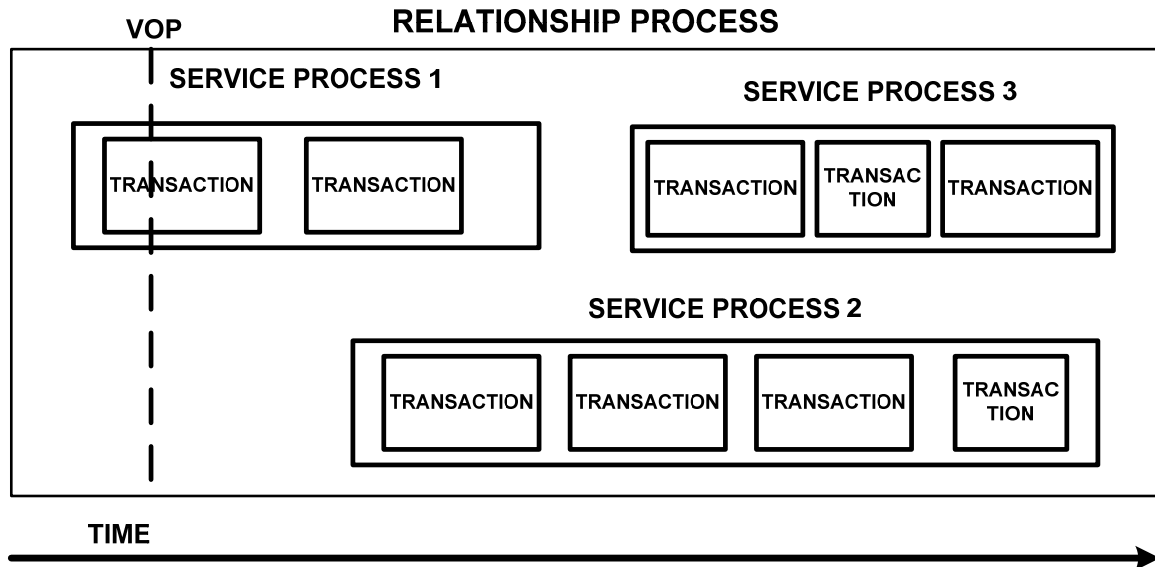 RELATIONSHIP PROCESS
VOP
SERVICE PROCESS 1
TRANSACTION
TRANSACTION
SERVICE PROCESS 3
TRANSACTION
TRANSAC
TION
TRANSACTION
SERVICE PROCESS 2
TRANSACTION
TRANSACTION
TRANSACTION
TRANSAC
TION
TIME